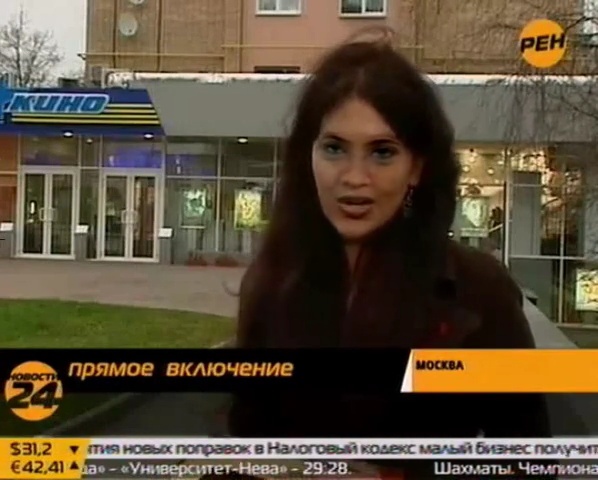 КИНО
РЕН
ПРЯМОЕ ВКЛЮЧЕНИЕ
МОСКВА
НОВОСТИ
24
$31,2 ▼
€42,41 ▲
тия новых поправок в Налоговый кодекс малый бизнес получит
да» - «Университет-Нева» - 29:28. Шахматы. Чемпиона